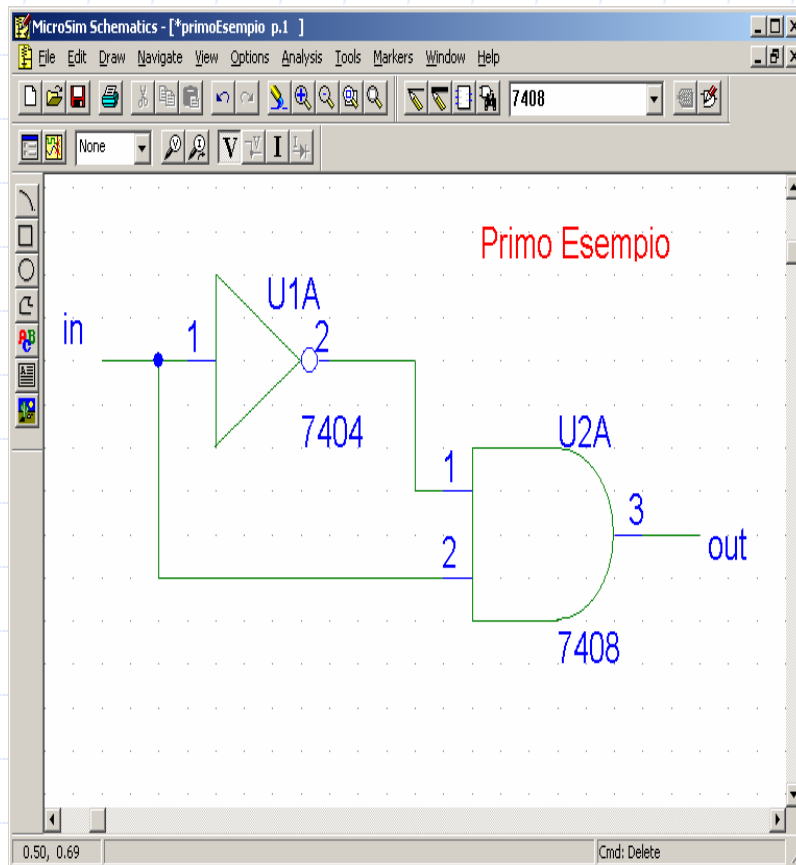 MicroSim Schematics - [*primoEsempio p.1 ]
File Edit Draw Navigate View Options Analysis Tools Markers Window Help
7408
None V I
Primo Esempio
in
1
U1A
2
7404
U2A
1
2
3
out
7408
0.50, 0.69 Cmd: Delete